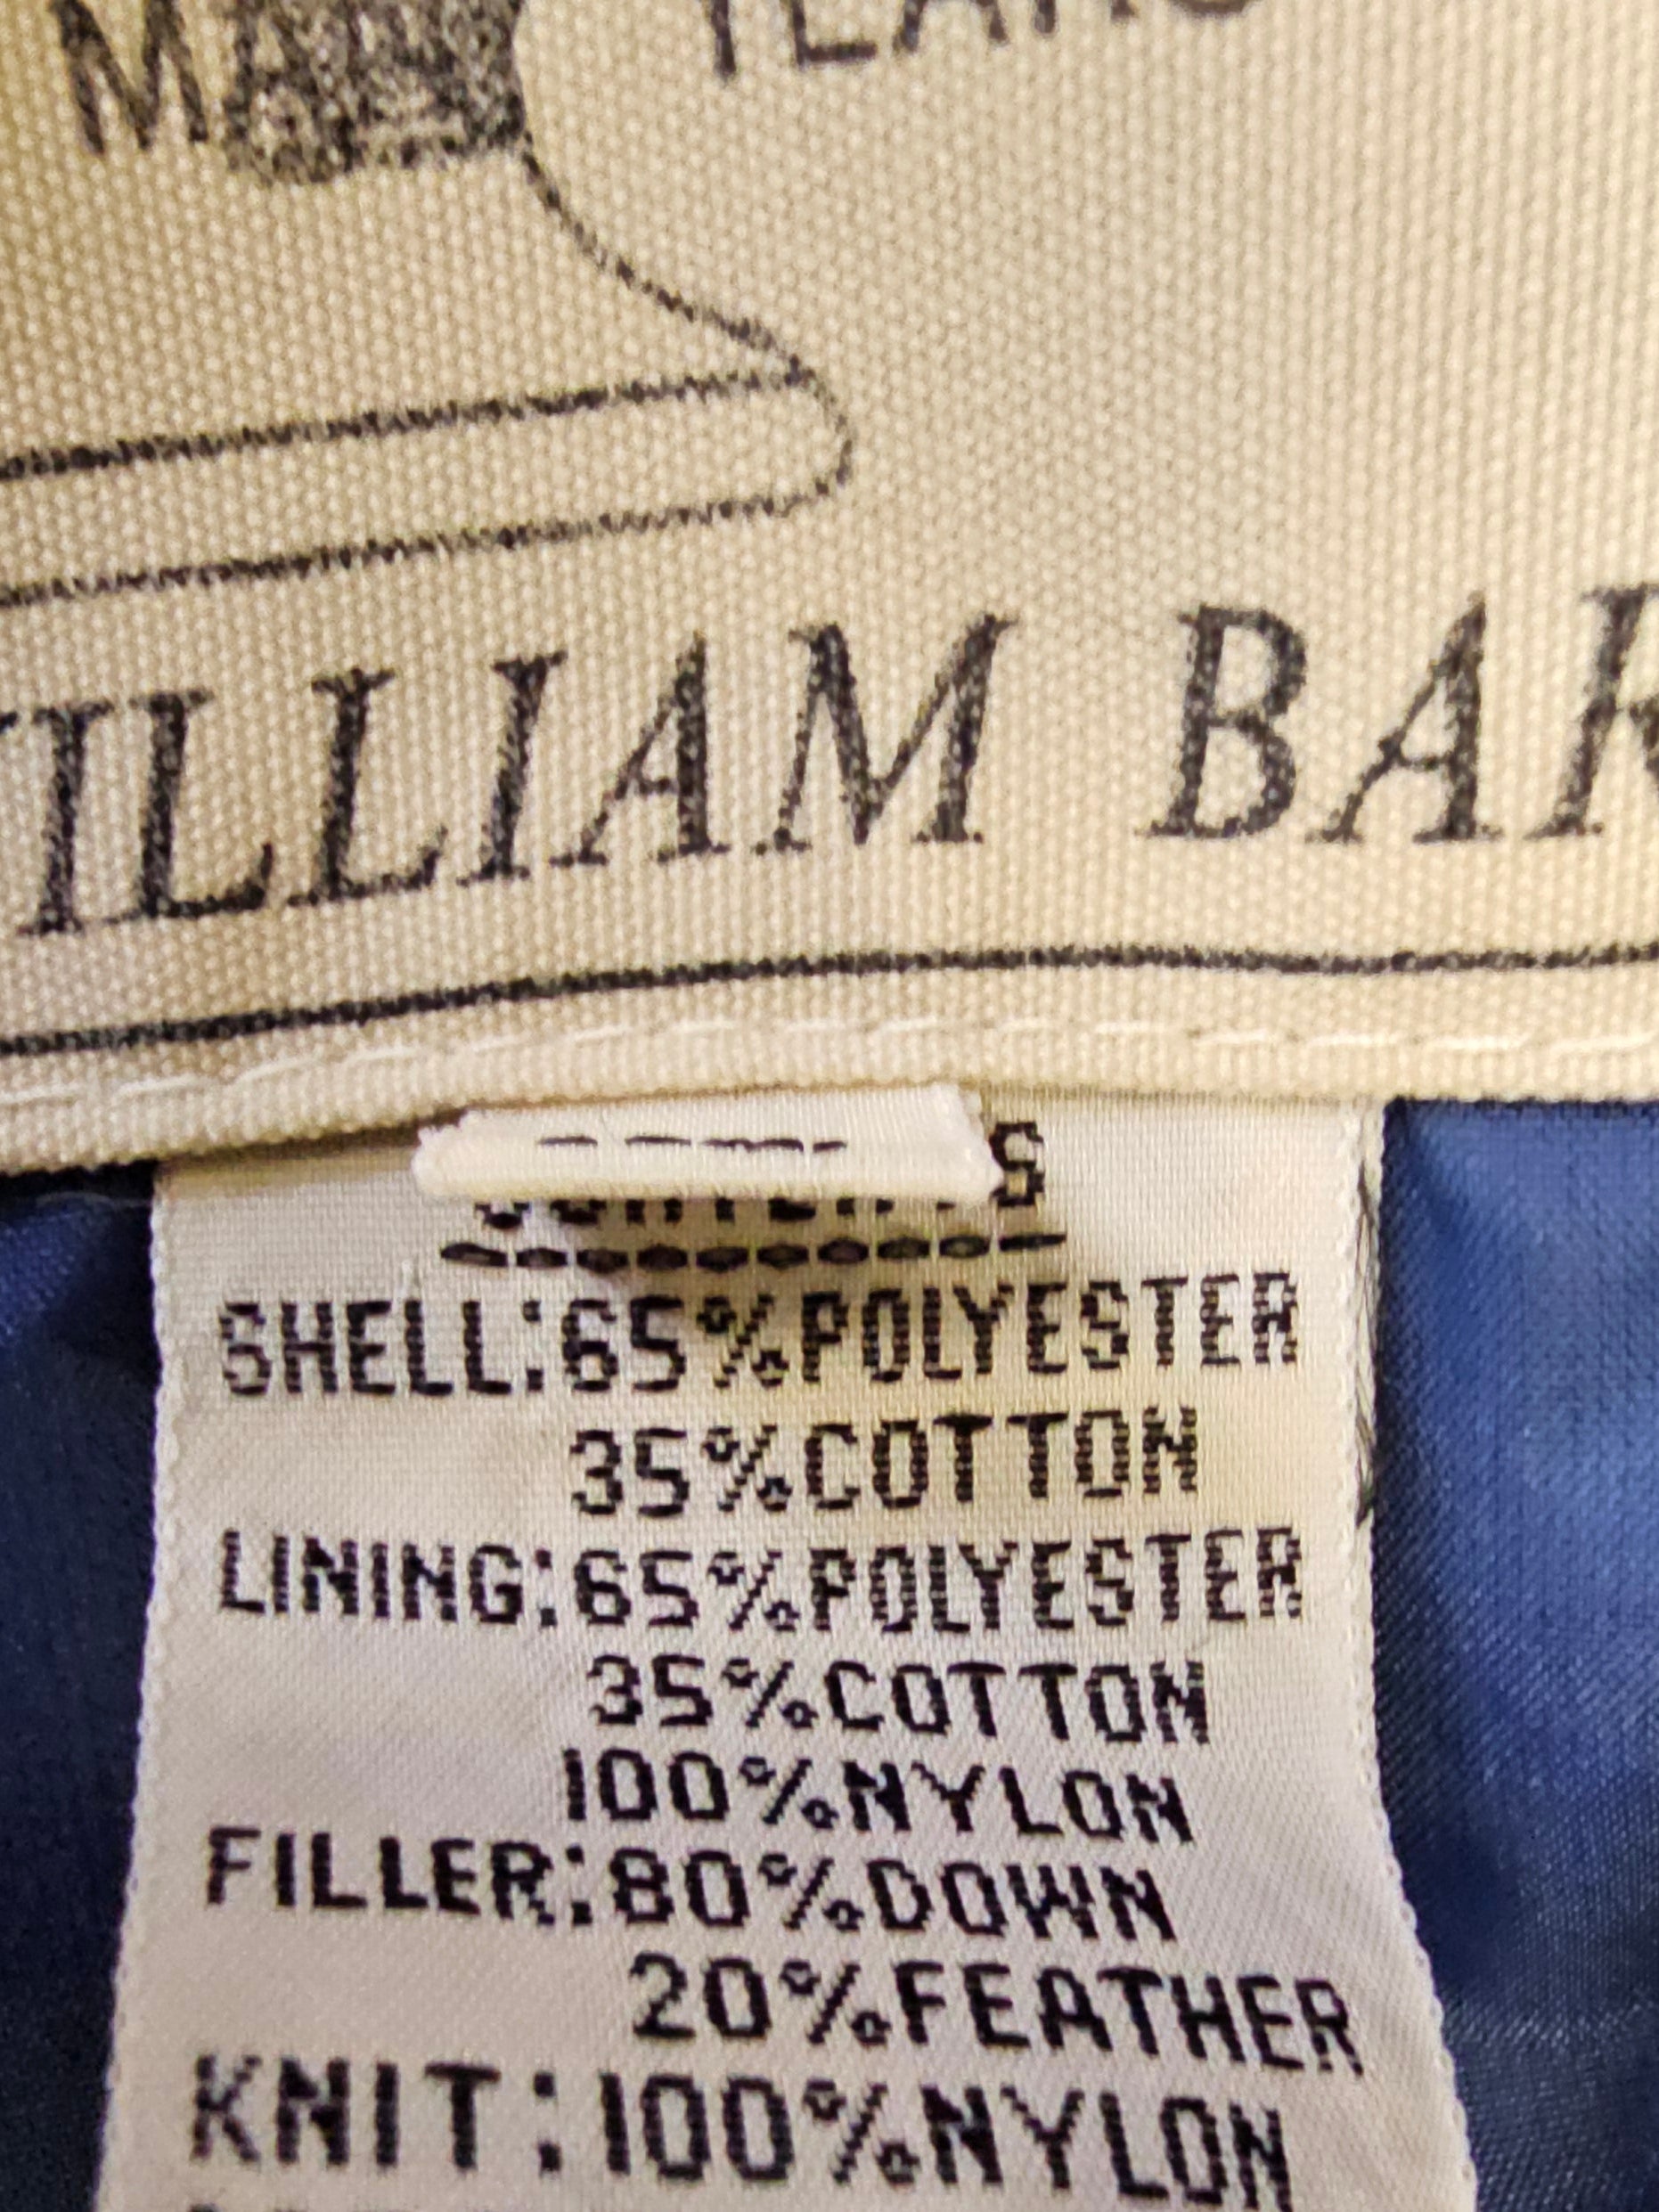 ILLIAM BAR
SHELL:65%POLYESTER
35%COTTON
LINING:65%POLYESTER
35%COTTON
100%NYLON
FILLER:80%DOWN
20%FEATHER
KNIT:100%NYLON